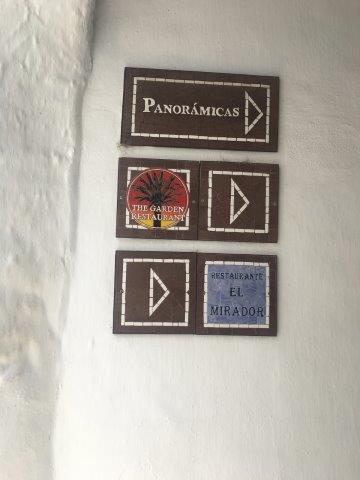 PANORÁMICAS
THE GARDEN
RESTAURANT
RESTAURANTE
EL
MIRADOR